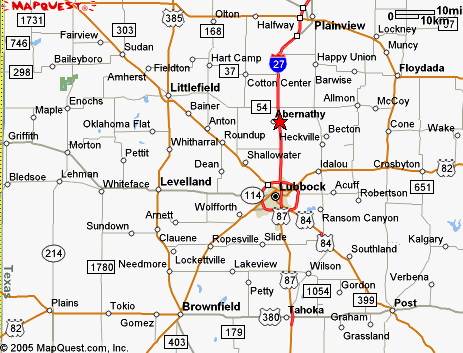 MAPQUEST.
1731
303
385
Olton
Halfway
Plainview
10mi
10km
746
Fairview
Sudan
168
Lockney
Muncy
Baileyboro
298
Amherst
Fieldton
Hart Camp
37
27
Cotton Center
Happy Union
Barwise
Floydada
Littlefield
Enochs
Maple
Bainer
54
Abernathy
Allmon
McCoy
Oklahoma Flat
Anton
Roundup
Heckville
Becton
Cone
Wake
Griffith
Morton
Pettit
Whitharral
Shallowater
Dean
Idalou
Crosbyton
82
Bledsoe
Lehman
Whiteface
Levelland
114
Lubbock
Acuff
Robertson
651
Arnett
Wolfforth
87
84
Ransom Canyon
Sundown
Clauene
Ropesville
Slide
84
Kalgary
214
1780
Needmore
Lockettville
Lakeview
Wilson
Southland
Texas
87
Petty
1054
Gordon
Verbena
399
Plains
Tokio
Brownfield
Post
82
Gomez
403
179
380
Tahoka
Graham
Grassland
© 2005 MapQuest.com, Inc.